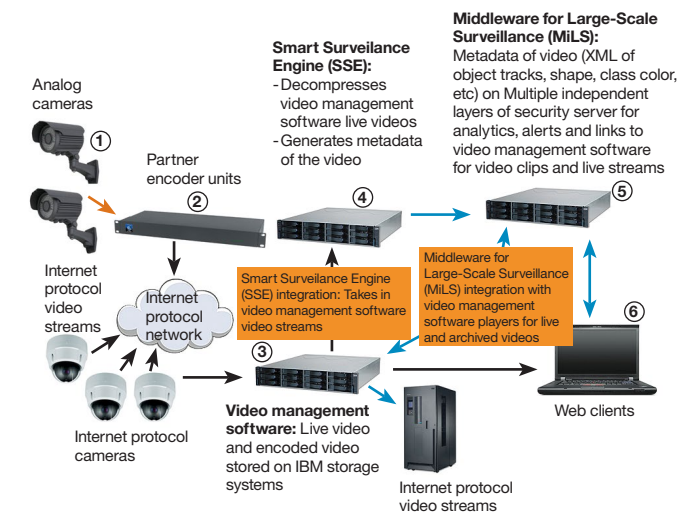 Middleware for Large-Scale
Surveillance (MiLS):
Metadata of video (XML of
object tracks, shape, class color,
etc) on Multiple independent
layers of security server for
analytics, alerts and links to
video management software
for video clips and live streams
Smart Surveilance
Engine (SSE):
-Decompresses
video management
software live videos
-Generates metadata
of the video
Analog
cameras
1
Partner
encoder units
2
4
5
Internet
protocol
video
streams
Internet
protocol
network
Smart Surveilance Engine
(SSE) integration: Takes in
video management software
video streams
Middleware for
Large-Scale Surveillance
(MiLS) integration with
video management
software players for live
and archived videos
6
3
Internet protocol
cameras
Video management
software: Live video
and encoded video
stored on IBM storage
systems
Web clients
Internet protocol
video streams